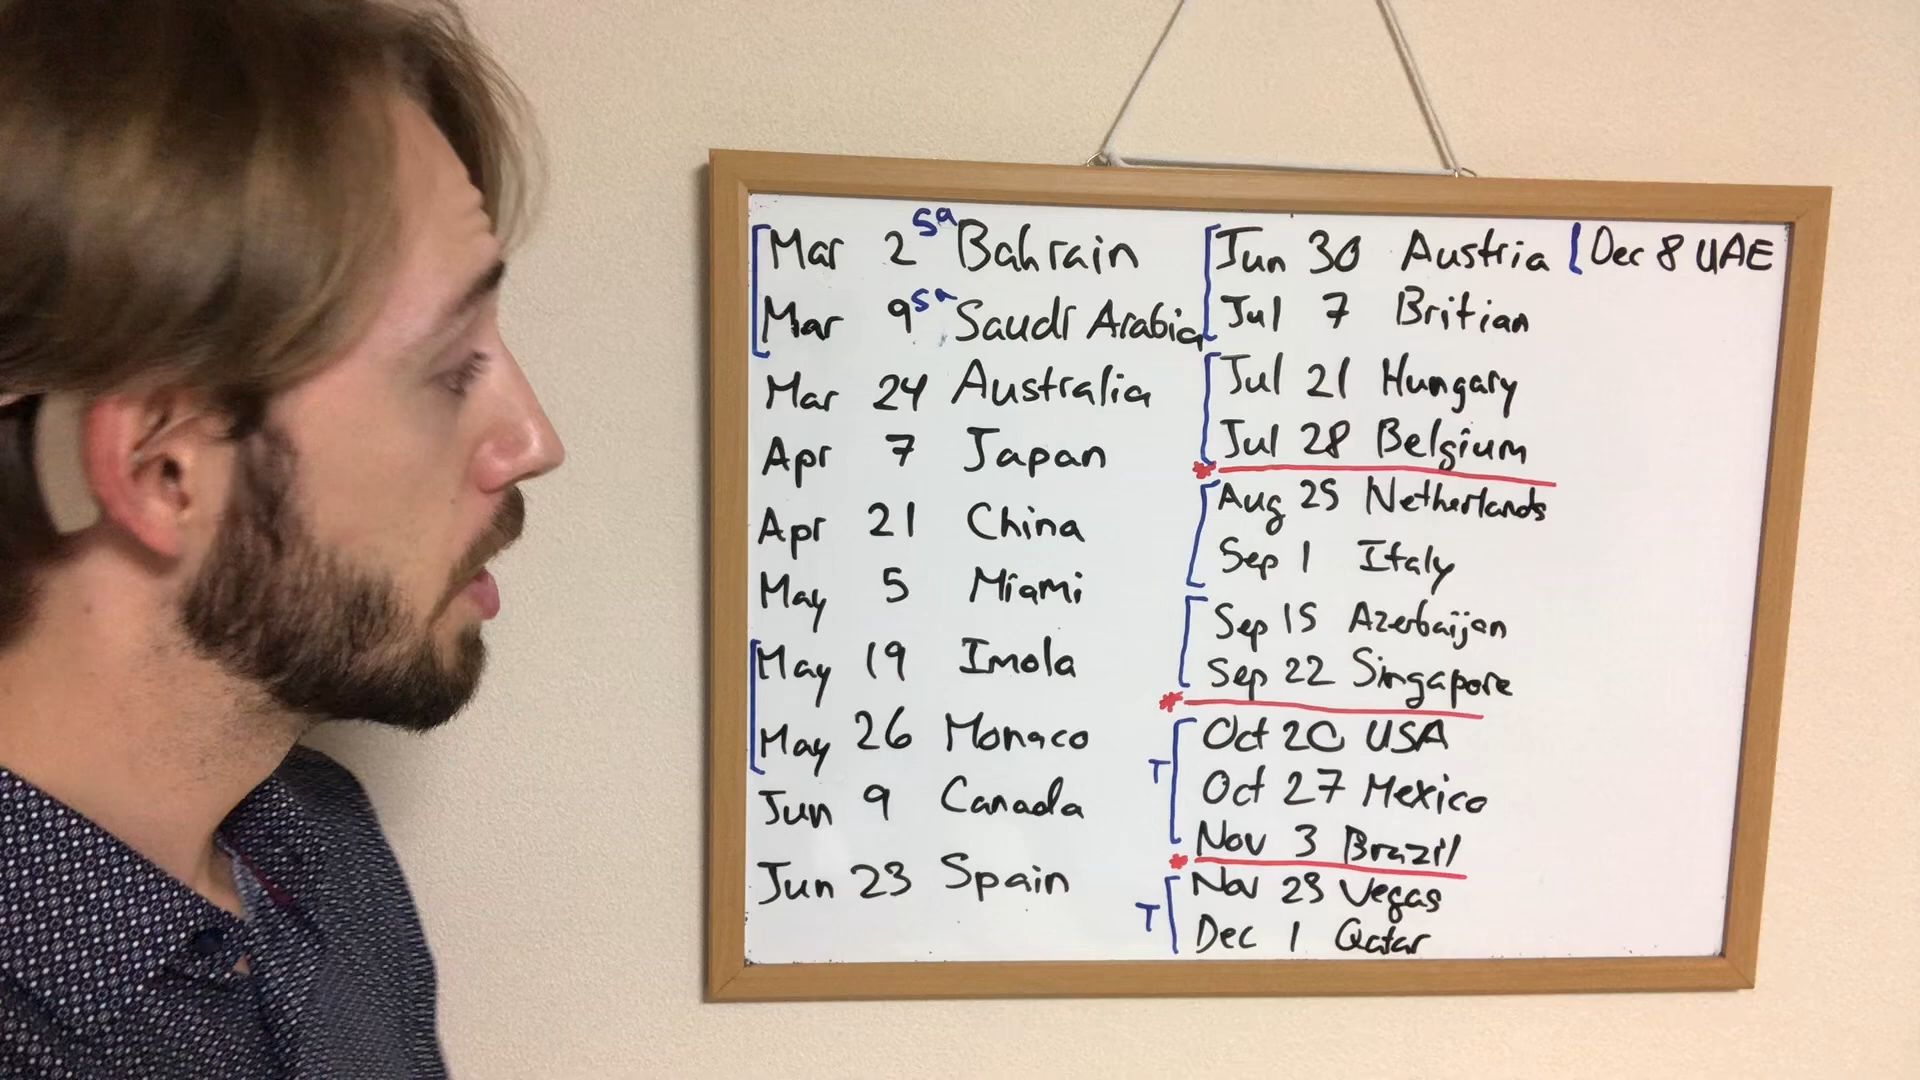 Mar 2 Sa Bahrain
Mar 9 Sa Saudi Arabia
Mar 24 Australia
Apr 7 Japan
Apr 21 China
May 5 Miami
May 19 Imola
May 26 Monaco
Jun 9 Canada
Jun 23 Spain
Jun 30 Austria
Jul 7 Britian
Jul 21 Hungary
Jul 28 Belgium
Aug 25 Netherlands
Sep 1 Italy
Sep 15 Azerbaijan
Sep 22 Singapore
T
Oct 20 USA
Oct 27 Mexico
Nov 3 Brazil
T
Nov 23 Vegas
Dec 1 Qatar
Dec 8 UAE